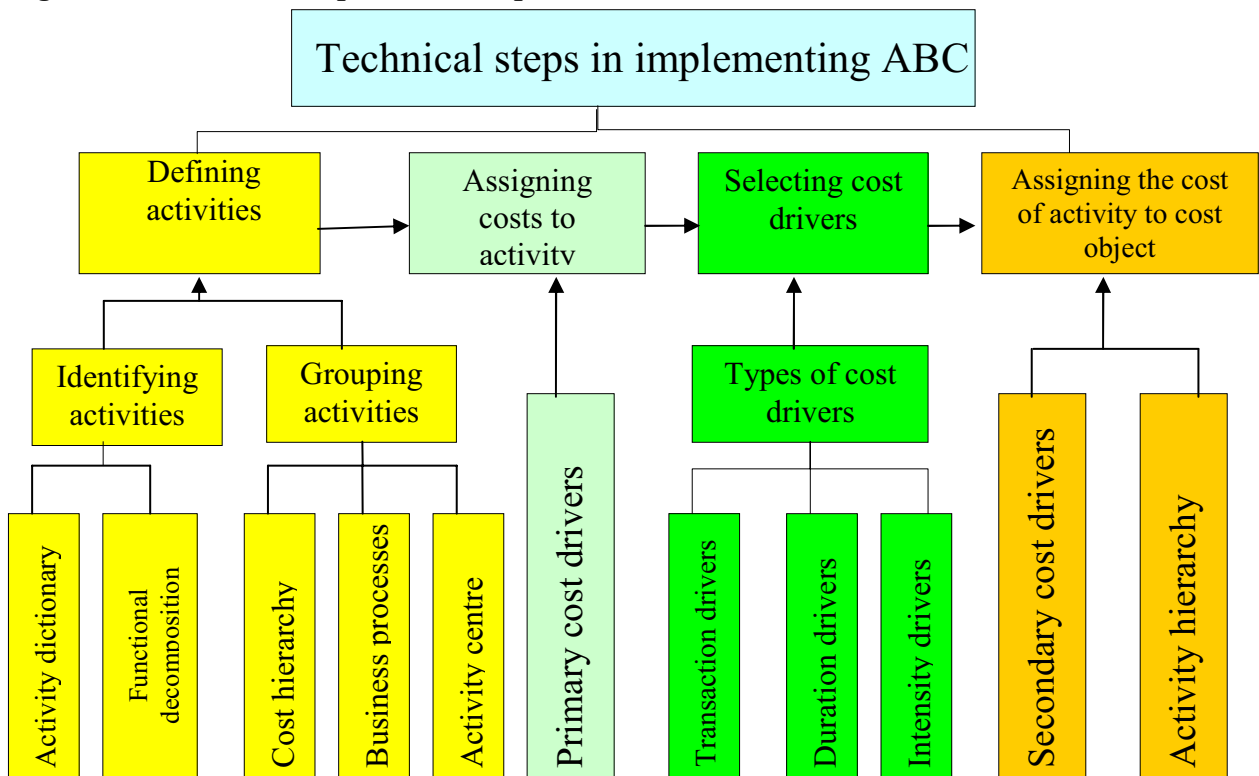 Technical steps in implementing ABC
Defining
activities
Assigning
costs to
activity
Selecting cost
drivers
Assigning the cost
of activity to cost
object
Identifying
activities
Grouping
activities
Types of cost
drivers
Activity dictionary
Functional
decomposition
Cost hierarchy
Business processes
Activity centre
Primary cost drivers
Transaction drivers
Duration drivers
Intensity drivers
Secondary cost drivers
Activity hierarchy